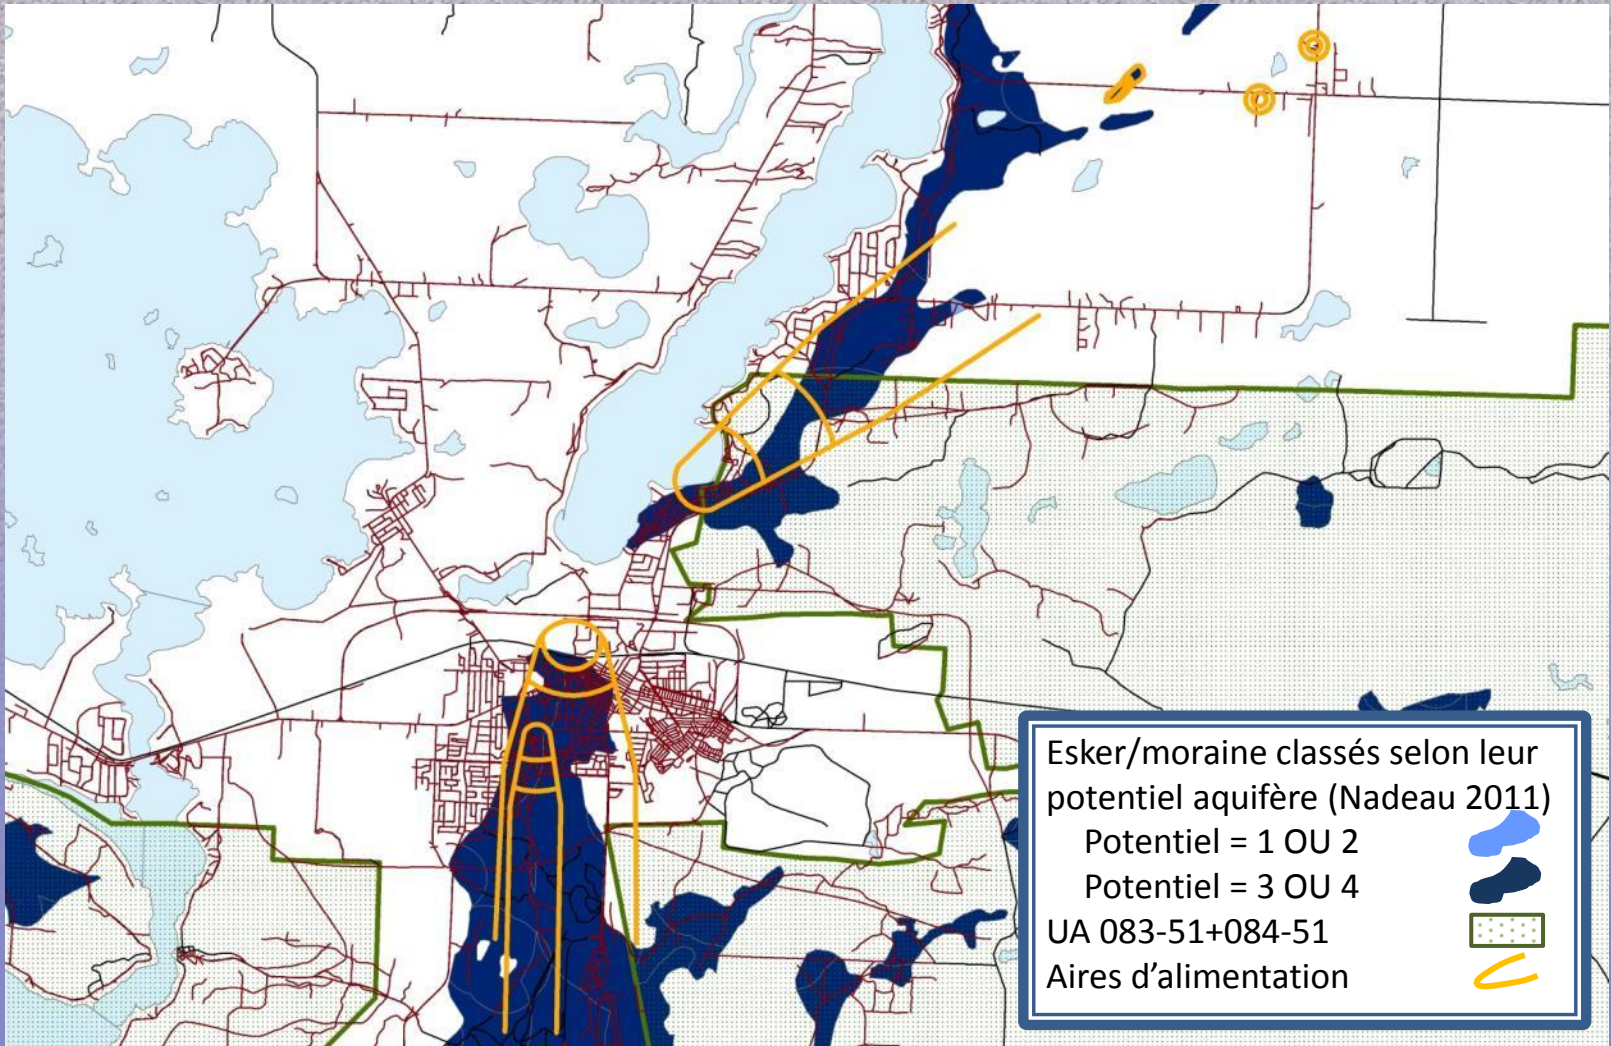 Esker/moraine classés selon leur
potentiel aquifère (Nadeau 2011)
Potentiel = 1 OU 2
Potentiel = 3 OU 4
UA 083-51+084-51
Aires d’alimentation